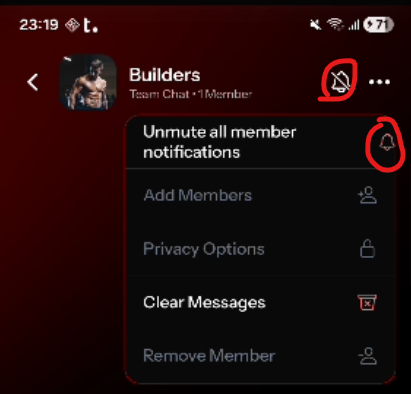 23:19 t.
71
Builders
Team Chat • 1 Member
Unmute all member
notifications
Add Members
Privacy Options
Clear Messages
Remove Member